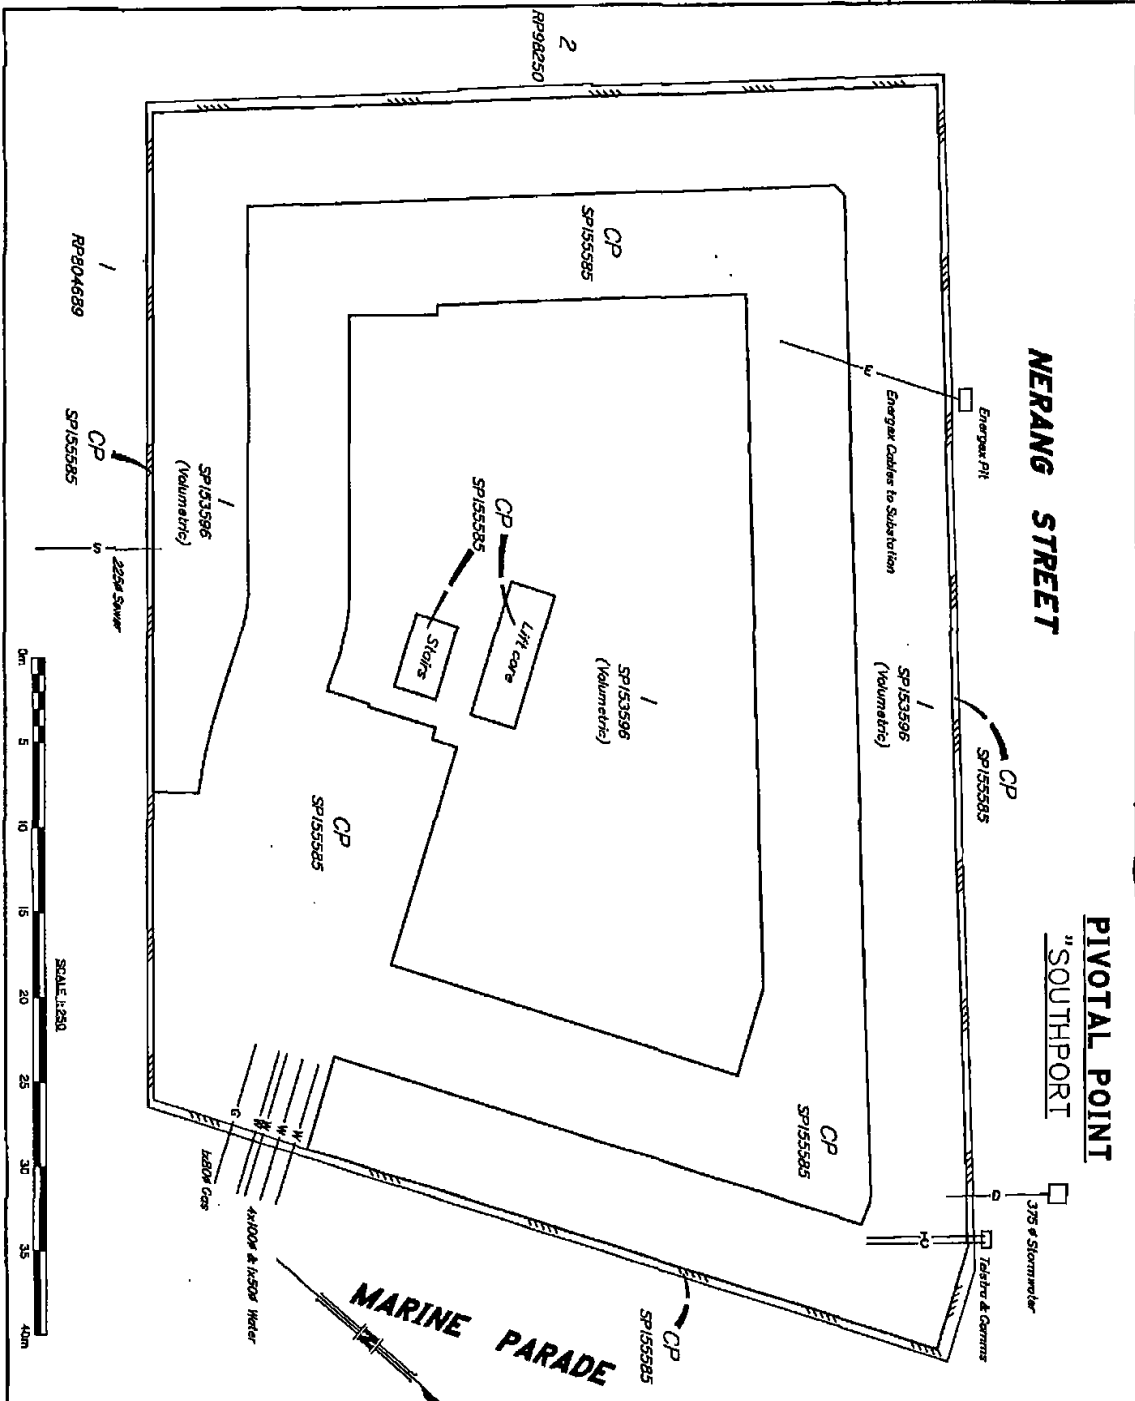 2
RP98250
NERANG STREET
PIVOTAL POINT
"SOUTHPORT
Energex Pit
Energex Cables to Substation
E
CP
SP155585
1
SP153596
(Volumetric)
CP
SP155585
375ø Stormwater
D
Telstra & Comms
TC
CP
SP155585
1
SP153596
(Volumetric)
CP
SP155585
Lift core
Stairs
CP
SP155585
CP
SP155585
MARINE PARADE
N
1
RP804689
CP
SP155585
1
SP153596
(Volumetric)
S
225ø Sewer
W
W
W
W
G
1x80ø Gas
4x100ø & 1x150ø Water
0m 5 10 15 20 25 30 35 40m
SCALE 1:250